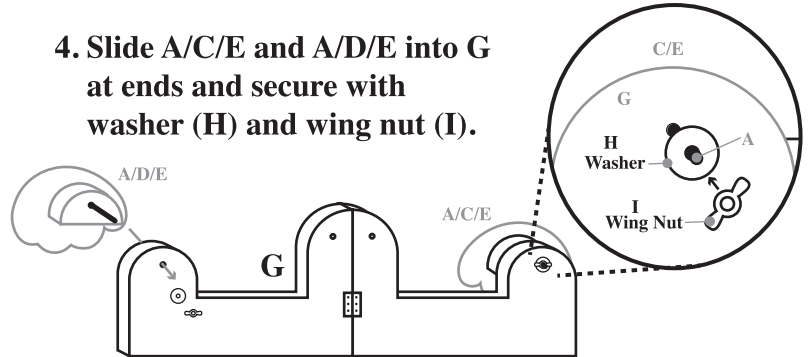 4. Slide A/C/E and A/D/E into G
at ends and secure with
washer (H) and wing nut (I).
A/D/E
G
A/C/E
C/E
G
A
H
Washer
I
Wing Nut